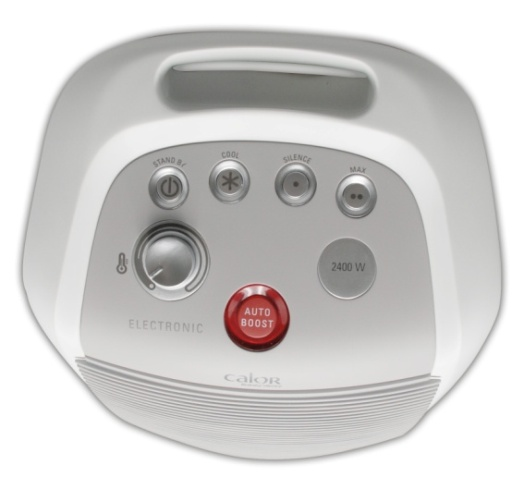 STAND BY
COOL
SILENCE
MAX
2400 W
AUTO
BOOST
ELECTRONIC
CALOR